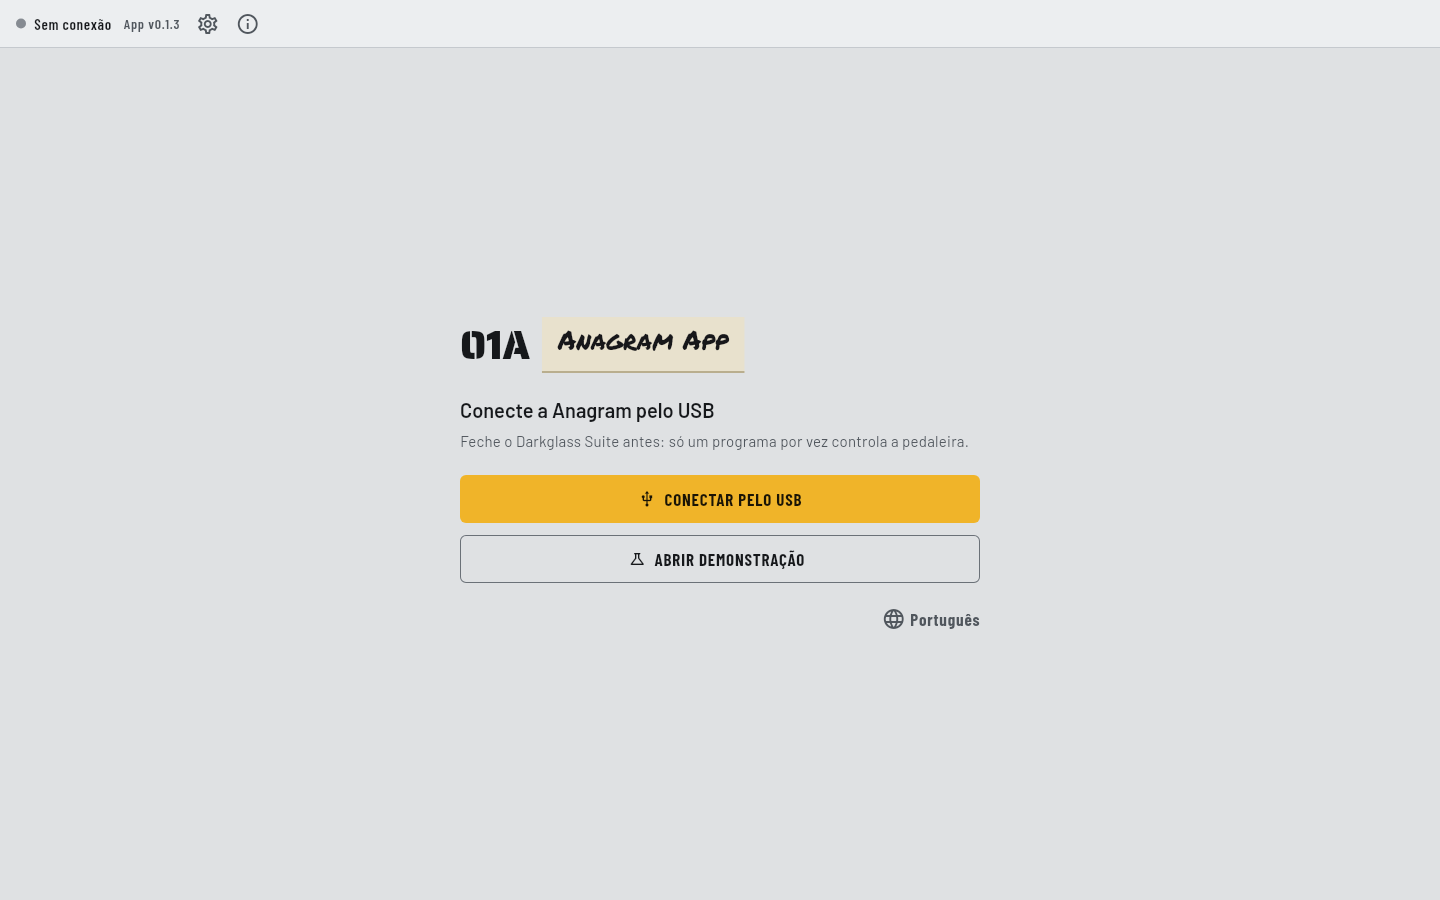 Sem conexão App v0.1.3
01A Anagram App
Conecte a Anagram pelo USB
Feche o Darkglass Suite antes: só um programa por vez controla a pedaleira.
CONECTAR PELO USB
ABRIR DEMONSTRAÇÃO
Português